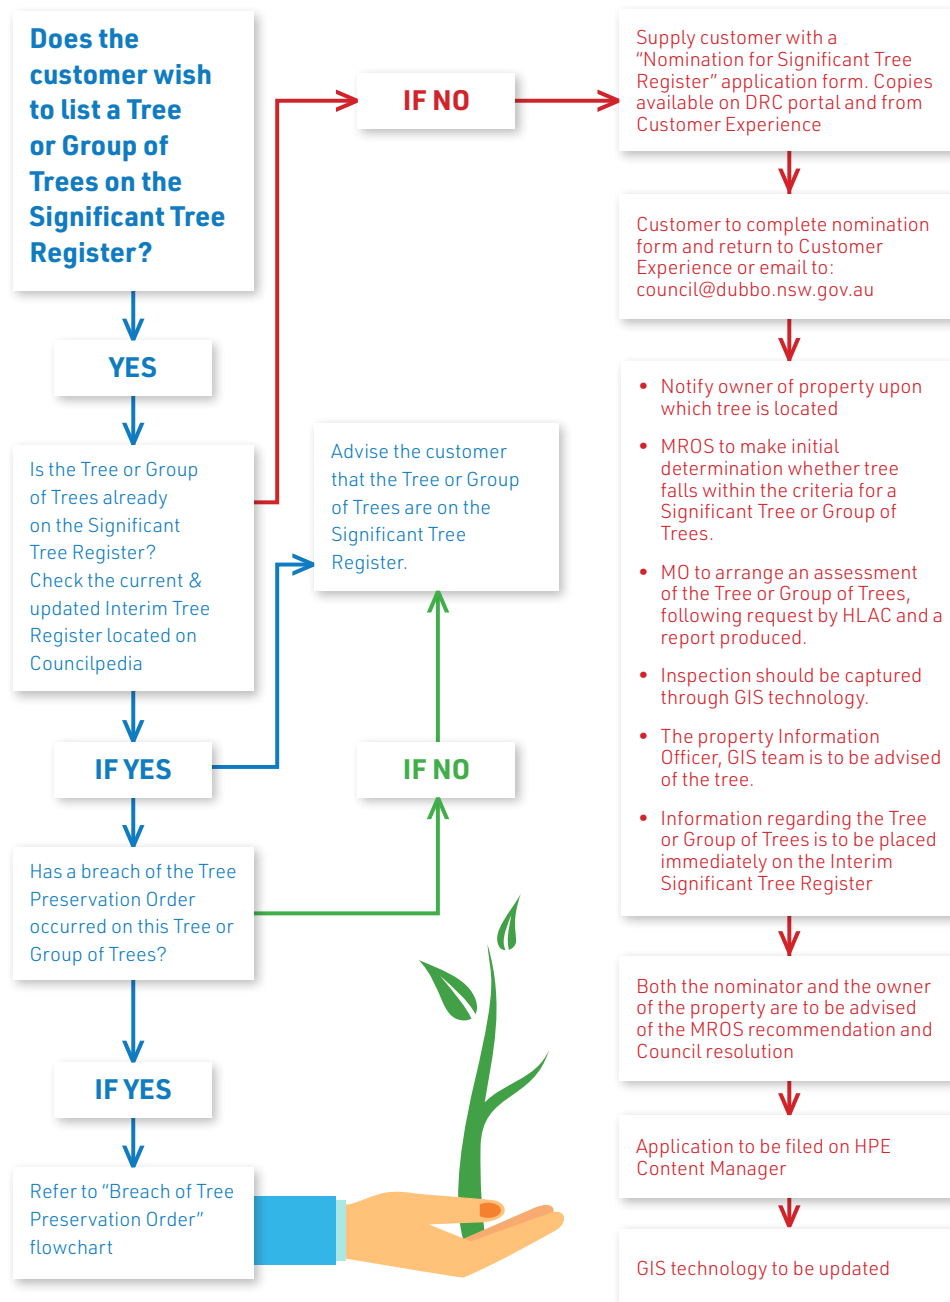 Does the
customer wish
to list a Tree
or Group of
Trees on the
Significant Tree
Register?
YES
Is the Tree or Group
of Trees already
on the Significant
Tree Register?
Check the current &
updated Interim Tree
Register located on
Councilpedia
IF YES
Has a breach of the Tree
Preservation Order
occurred on this Tree or
Group of Trees?
IF YES
Refer to “Breach of Tree
Preservation Order”
flowchart
Advise the customer
that the Tree or Group
of Trees are on the
Significant Tree
Register.
IF NO
IF NO
Supply customer with a
“Nomination for Significant Tree
Register” application form. Copies
available on DRC portal and from
Customer Experience
Customer to complete nomination
form and return to Customer
Experience or email to:
council@dubbo.nsw.gov.au
• Notify owner of property upon
which tree is located
• MROS to make initial
determination whether tree
falls within the criteria for a
Significant Tree or Group of
Trees.
• MO to arrange an assessment
of the Tree or Group of Trees,
following request by HLAC and a
report produced.
• Inspection should be captured
through GIS technology.
• The property Information
Officer, GIS team is to be advised
of the tree.
• Information regarding the Tree
or Group of Trees is to be placed
immediately on the Interim
Significant Tree Register
Both the nominator and the owner
of the property are to be advised
of the MROS recommendation and
Council resolution
Application to be filed on HPE
Content Manager
GIS technology to be updated